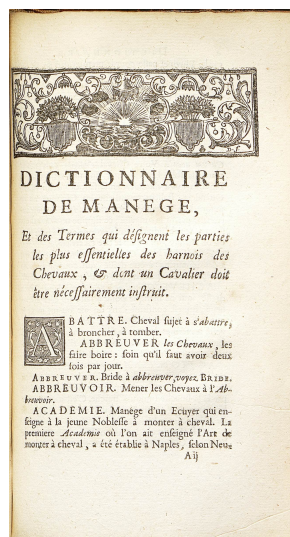 DICTIONNAIRE
DE MANEGE,
Et des Termes qui désignent les parties
les plus essentielles des harnois des
Chevaux, & dont un Cavalier doit
être nécessairement instruit.
ABATTRE. Cheval sujet à s'abattre,
à broncher, à tomber.
ABBREUVER les Chevaux, les
faire boire: soin qu'il faut avoir deux
fois par jour.
ABBREUVER. Bride à abbreuver, voyez BRIDE.
ABBREUVOIR. Mener les Chevaux à l'Ab-
breuvoir.
ACADEMIE. Manège d'un Ecuyer qui en-
seigne à la jeune Noblesse à monter à cheval. La
premiere Academie où l'on ait enseigné l'Art de
monter à cheval, a été établie à Naples, selon Neu-
A ij